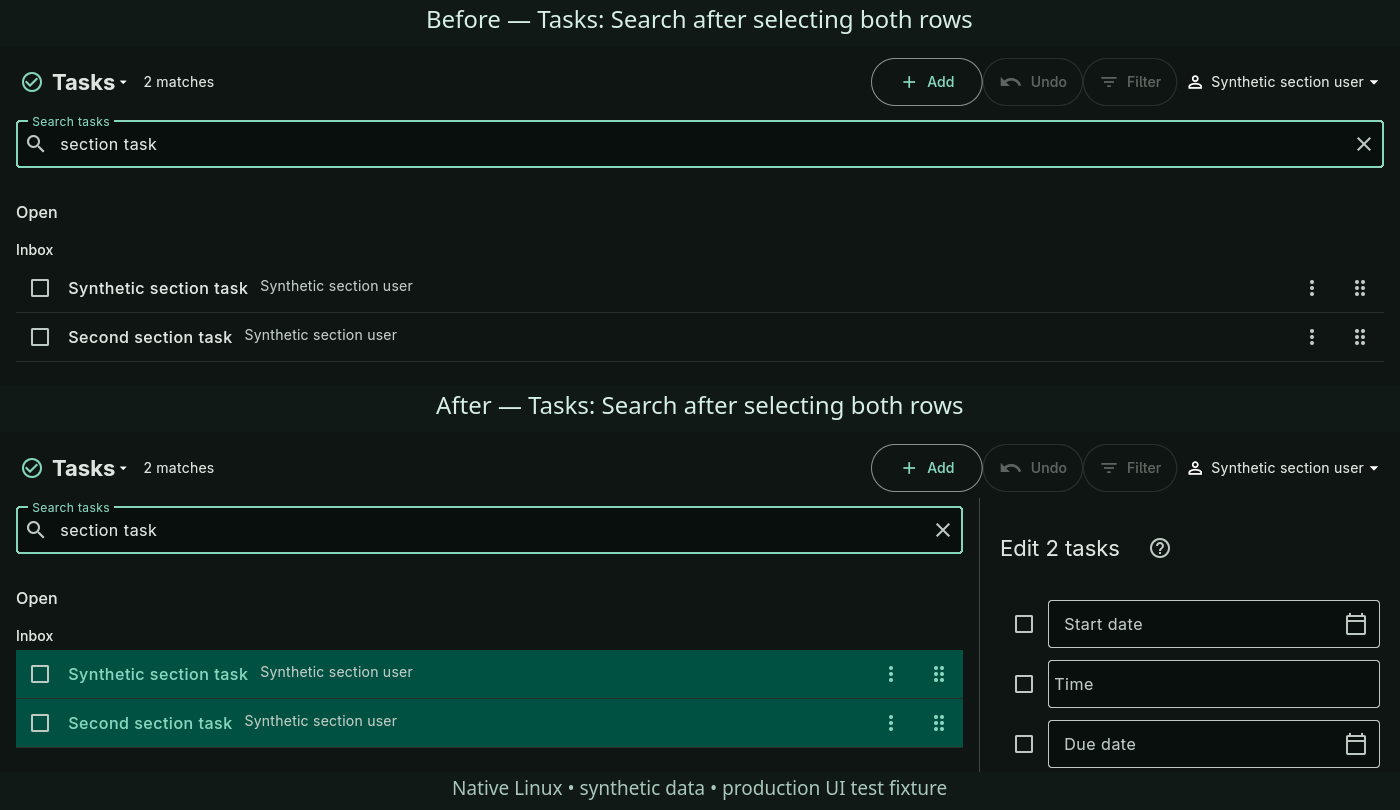 Before — Tasks: Search after selecting both rows
Tasks 2 matches Add Undo Filter Synthetic section user
Search tasks
section task
Open
Inbox
Synthetic section task Synthetic section user
Second section task Synthetic section user
After — Tasks: Search after selecting both rows
Tasks 2 matches Add Undo Filter Synthetic section user
Search tasks
section task
Open
Inbox
Synthetic section task Synthetic section user
Second section task Synthetic section user
Edit 2 tasks
Start date
Time
Due date
Native Linux • synthetic data • production UI test fixture